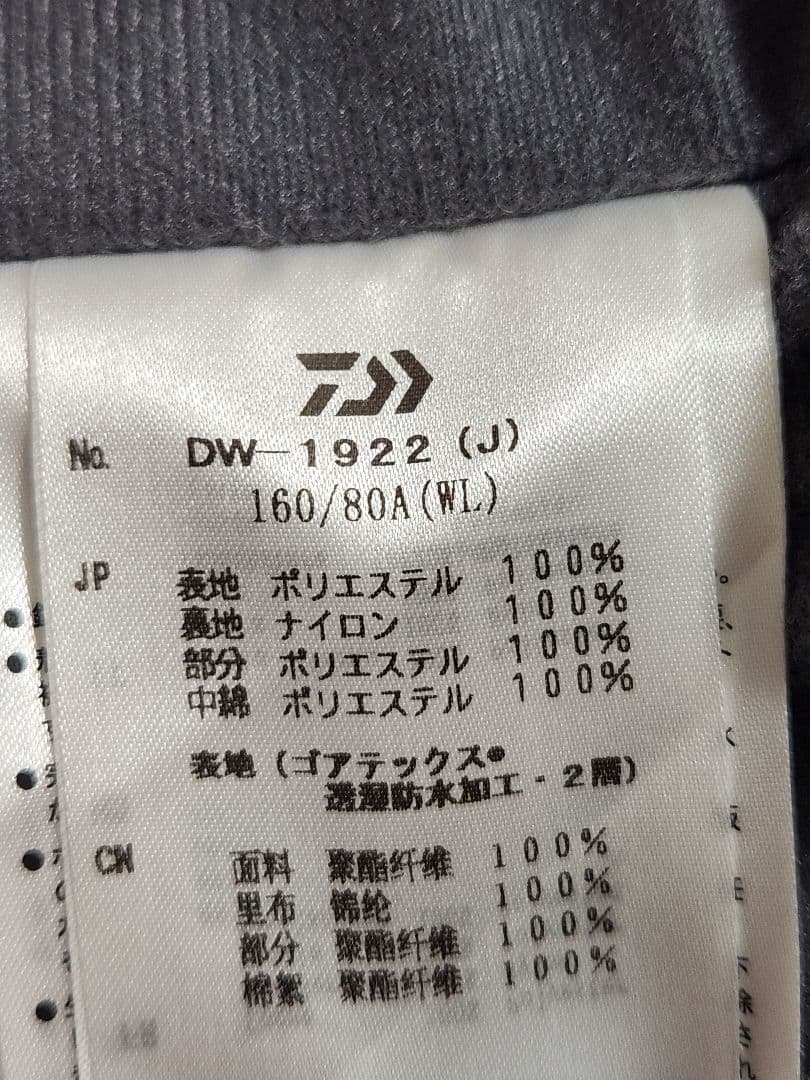 No. DW-1922(J)
160/80A(WL)
JP 表地 ポリエステル 100%
裏地 ナイロン 100%
部分 ポリエステル 100%
中綿 ポリエステル 100%
表地(ゴアテックス®
透湿防水加工-2層)
CN 面料 聚酯纤维 100%
里布 锦纶 100%
部分 聚酯纤维 100%
棉絮 聚酯纤维 100%